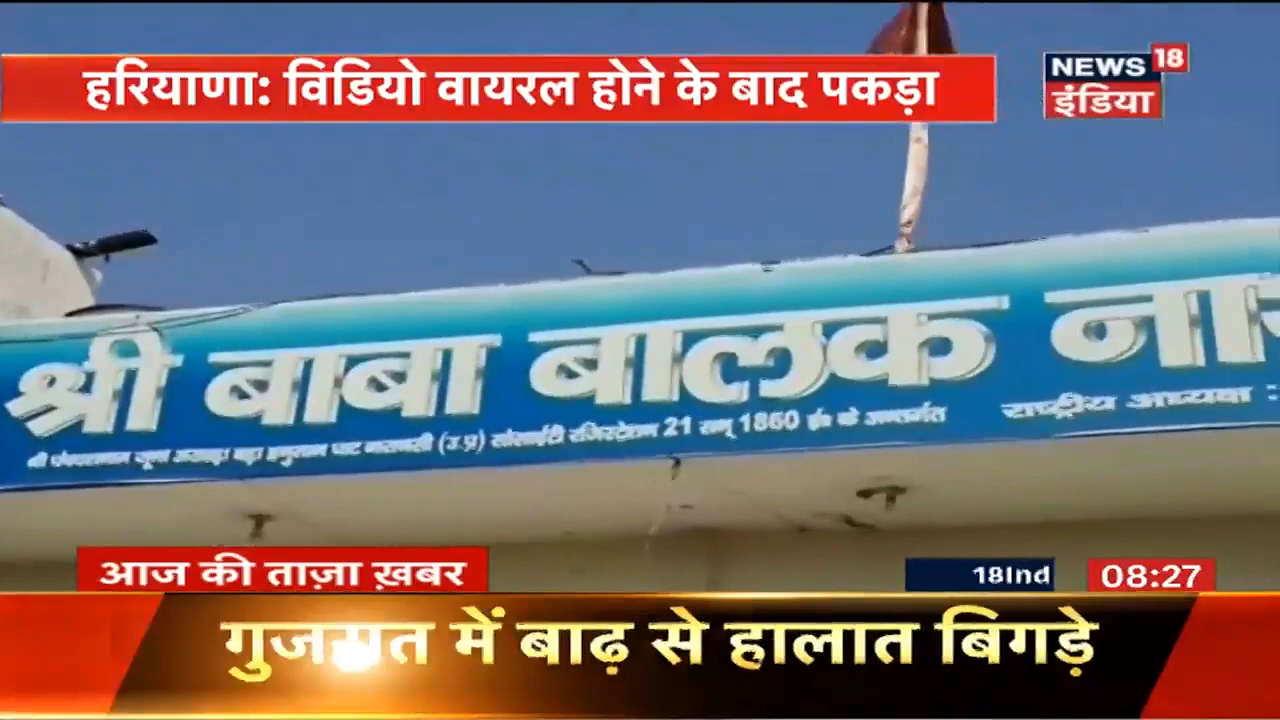 हरियाणा: विडियो वायरल होने के बाद पकड़ा
NEWS 18
इंडिया
श्री बाबा बालक ना
(उ.प्र) सोसाईटी रजिस्ट्रेशन 21 सन् 1860 ई० के अन्तर्गत
राष्ट्रीय अध्यक्ष :
आज की ताज़ा ख़बर
18Ind
08:27
गुजरात में बाढ़ से हालात बिगड़े